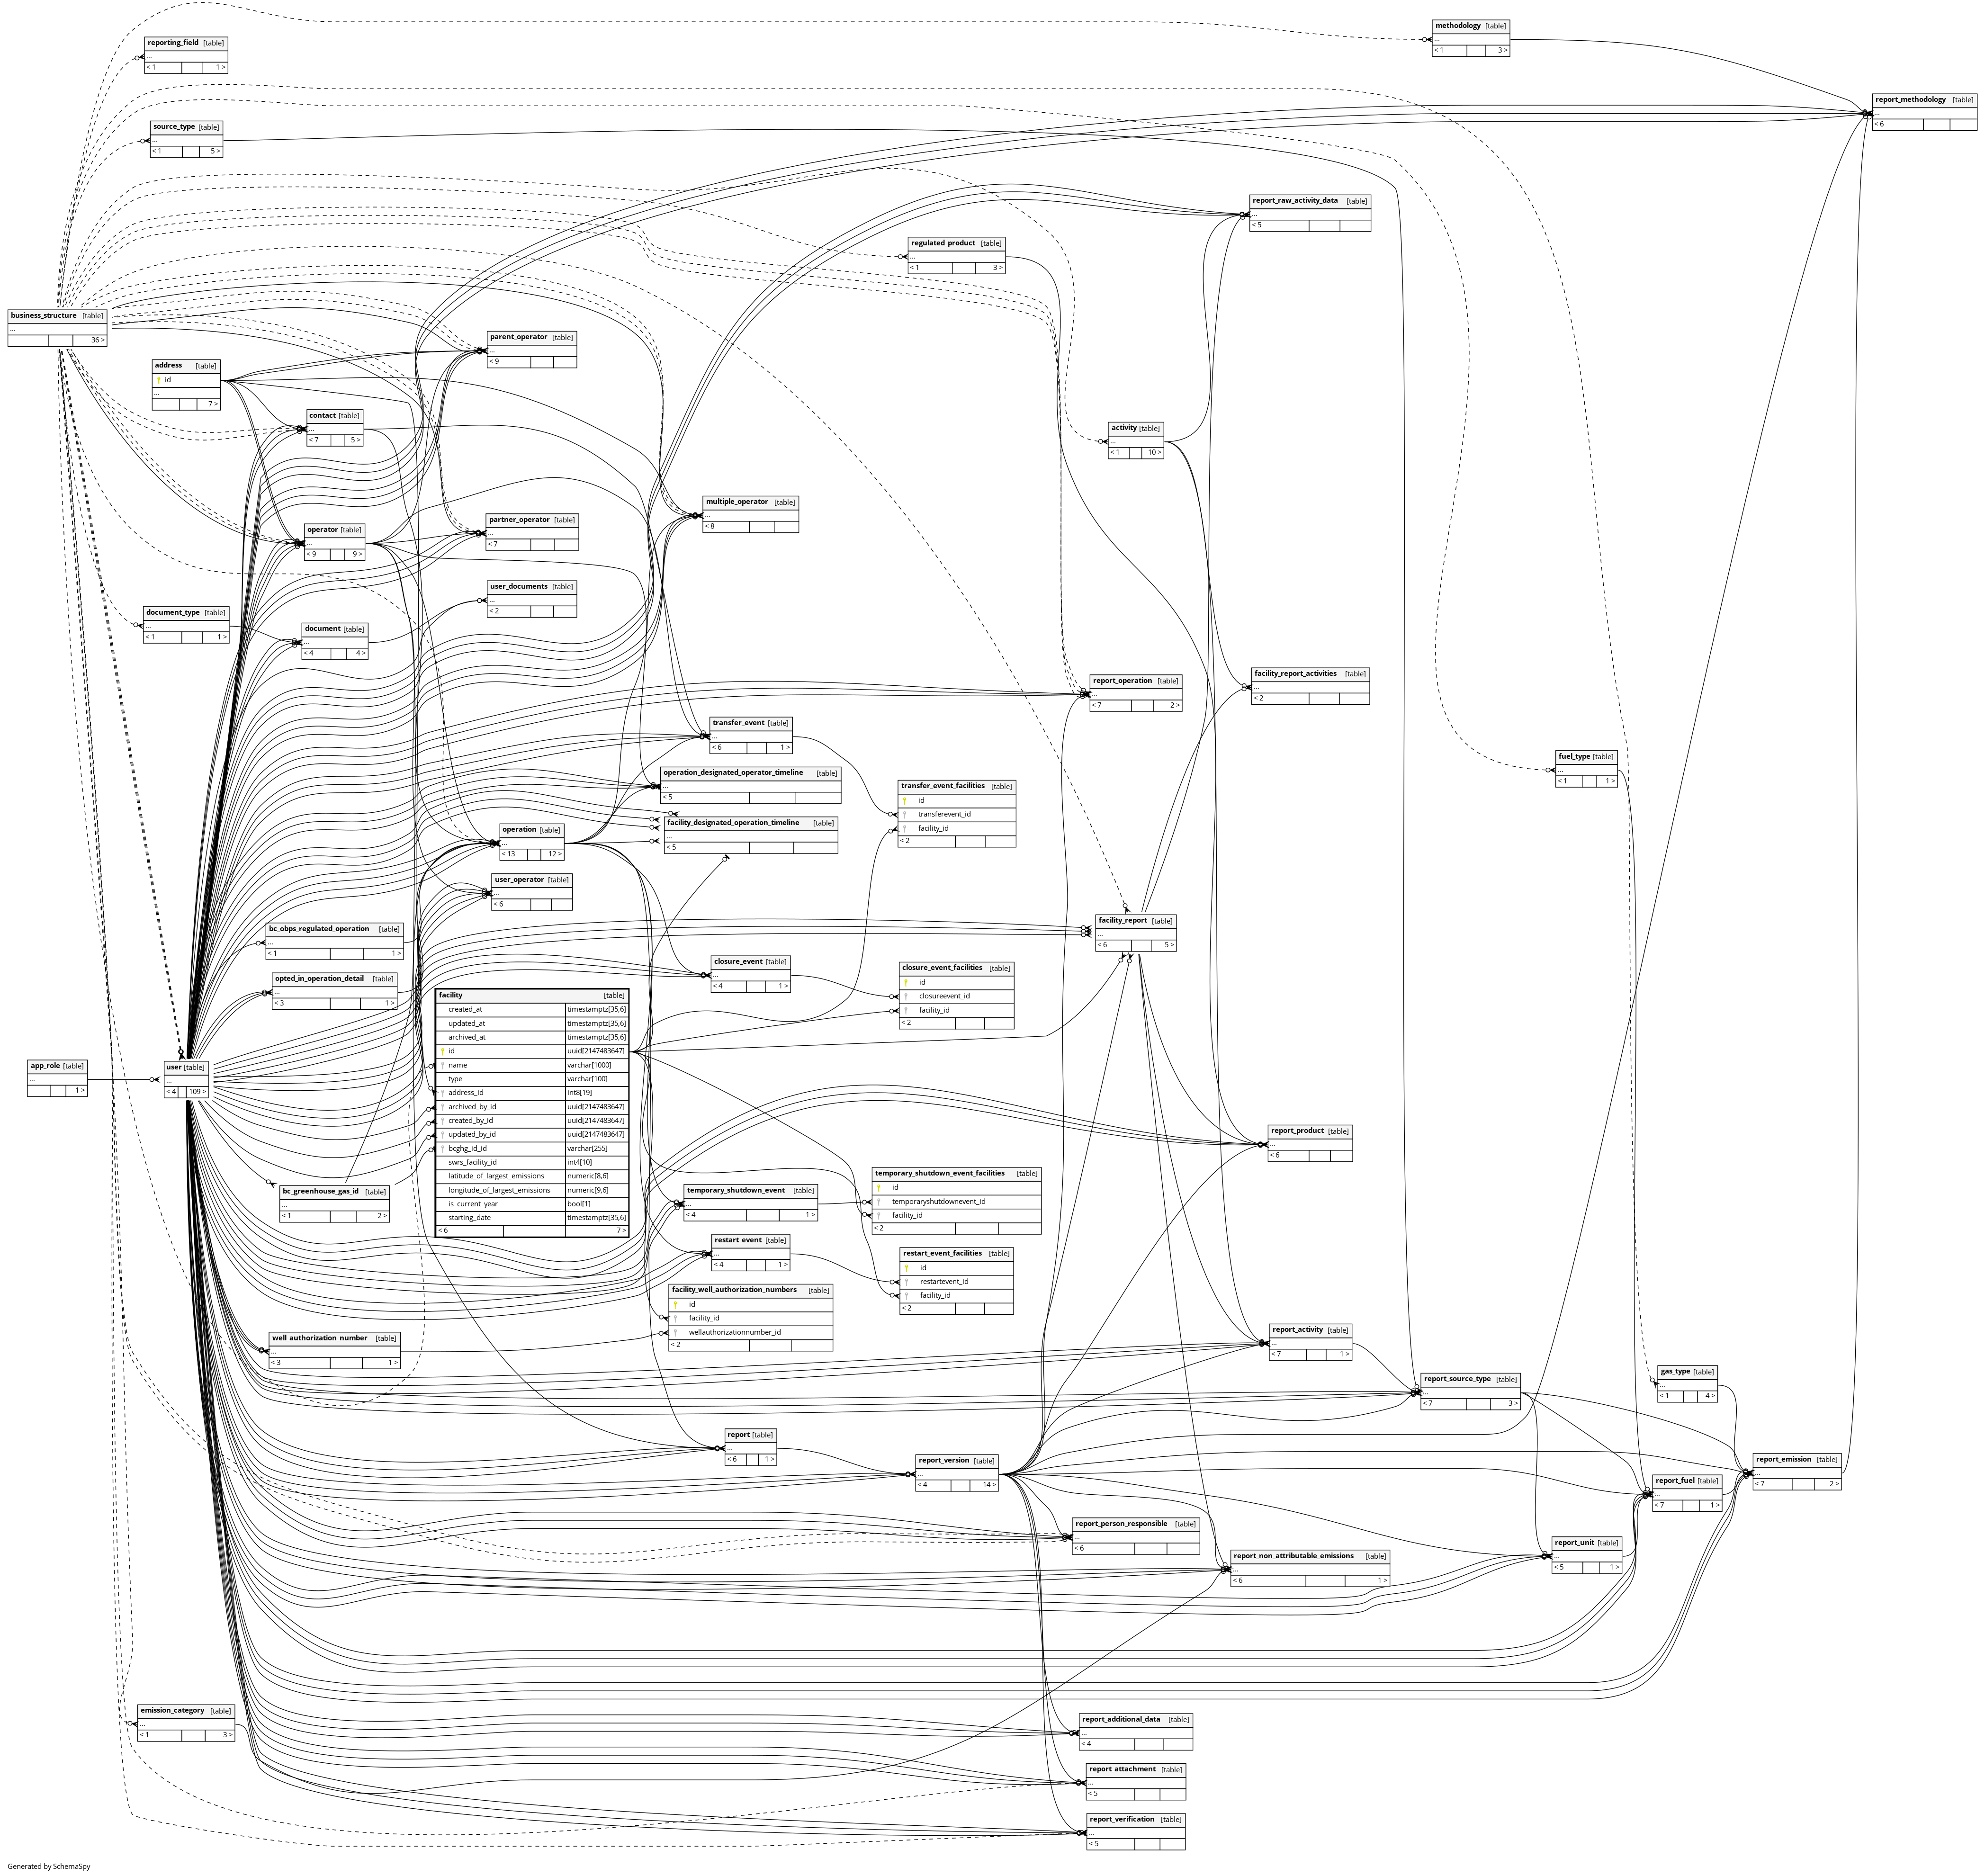 methodology [table]
...
< 1 3 >
reporting_field [table]
...
< 1 1 >
report_methodology [table]
...
< 6
source_type [table]
...
< 1 5 >
report_raw_activity_data [table]
...
< 5
regulated_product [table]
...
< 1 3 >
business_structure [table]
...
36 >
parent_operator [table]
...
< 9
address [table]
id
...
7 >
contact [table]
...
< 7 5 >
activity [table]
...
< 1 10 >
multiple_operator [table]
...
< 8
partner_operator [table]
...
< 7
operator [table]
...
< 9 9 >
user_documents [table]
...
< 2
document_type [table]
...
< 1 1 >
document [table]
...
< 4 4 >
facility_report_activities [table]
...
< 2
report_operation [table]
...
< 7 2 >
transfer_event [table]
...
< 6 1 >
fuel_type [table]
...
< 1 1 >
operation_designated_operator_timeline [table]
...
< 5
transfer_event_facilities [table]
id
transferevent_id
facility_id
< 2
facility_designated_operation_timeline [table]
...
< 5
operation [table]
...
< 13 12 >
user_operator [table]
...
< 6
facility_report [table]
...
< 6 5 >
bc_obps_regulated_operation [table]
...
< 1 1 >
closure_event [table]
...
< 4 1 >
closure_event_facilities [table]
id
closureevent_id
facility_id
< 2
opted_in_operation_detail [table]
...
< 3 1 >
facility [table]
created_at timestamptz[35,6]
updated_at timestamptz[35,6]
archived_at timestamptz[35,6]
id uuid[2147483647]
name varchar[1000]
type varchar[100]
address_id int8[19]
archived_by_id uuid[2147483647]
created_by_id uuid[2147483647]
updated_by_id uuid[2147483647]
bcghg_id_id varchar[255]
swrs_facility_id int4[10]
latitude_of_largest_emissions numeric[8,6]
longitude_of_largest_emissions numeric[9,6]
is_current_year bool[1]
starting_date timestamptz[35,6]
< 6 7 >
app_role [table]
...
1 >
user [table]
...
< 4 109 >
report_product [table]
...
< 6
bc_greenhouse_gas_id [table]
...
< 1 2 >
temporary_shutdown_event [table]
...
< 4 1 >
temporary_shutdown_event_facilities [table]
id
temporaryshutdownevent_id
facility_id
< 2
restart_event [table]
...
< 4 1 >
restart_event_facilities [table]
id
restartevent_id
facility_id
< 2
facility_well_authorization_numbers [table]
id
facility_id
wellauthorizationnumber_id
< 2
well_authorization_number [table]
...
< 3 1 >
report_activity [table]
...
< 7 1 >
gas_type [table]
...
< 1 4 >
report_source_type [table]
...
< 7 3 >
report [table]
...
< 6 1 >
report_version [table]
...
< 4 14 >
report_emission [table]
...
< 7 2 >
report_fuel [table]
...
< 7 1 >
report_person_responsible [table]
...
< 6
report_unit [table]
...
< 5 1 >
report_non_attributable_emissions [table]
...
< 6 1 >
emission_category [table]
...
< 1 3 >
report_additional_data [table]
...
< 4
report_attachment [table]
...
< 5
report_verification [table]
...
< 5
Generated by SchemaSpy